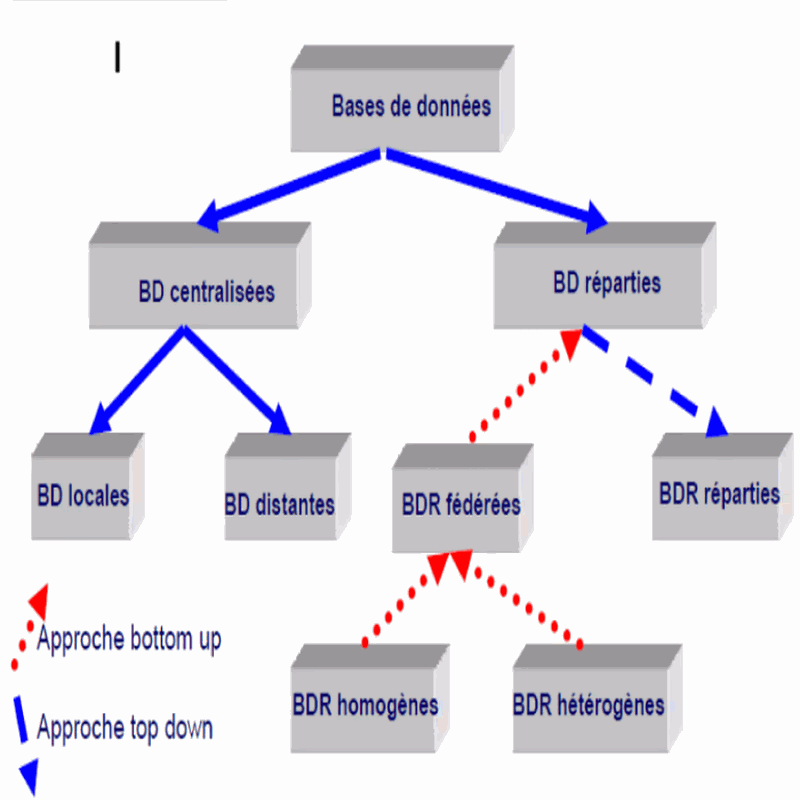 I
Bases de données
BD centralisées
BD réparties
BD locales
BD distantes
BDR fédérées
BDR réparties
Approche bottom up
BDR homogènes
BDR hétérogènes
Approche top down